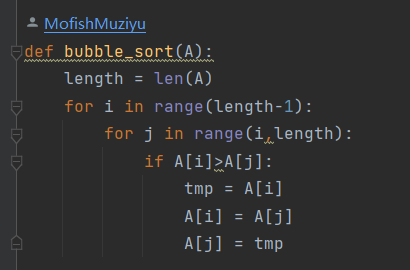 MofishMuziyu
def bubble_sort(A):
    length = len(A)
    for i in range(length-1):
        for j in range(i,length):
            if A[i]>A[j]:
                tmp = A[i]
                A[i] = A[j]
                A[j] = tmp